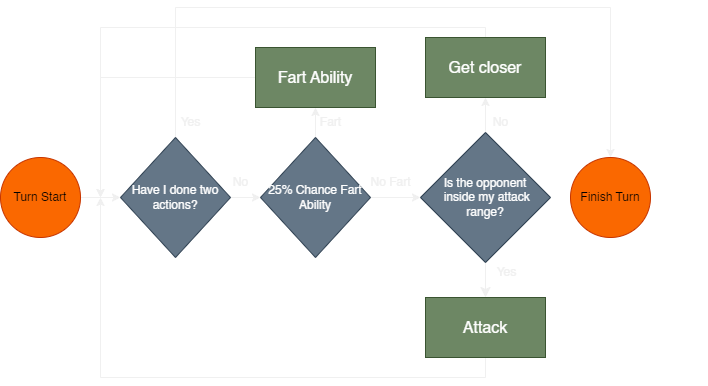 Fart Ability
Get closer
Yes
Fart
No
Turn Start
Have I done two
actions?
No
25% Chance Fart
Ability
No Fart
Is the opponent
inside my attack
range?
Finish Turn
Yes
Attack